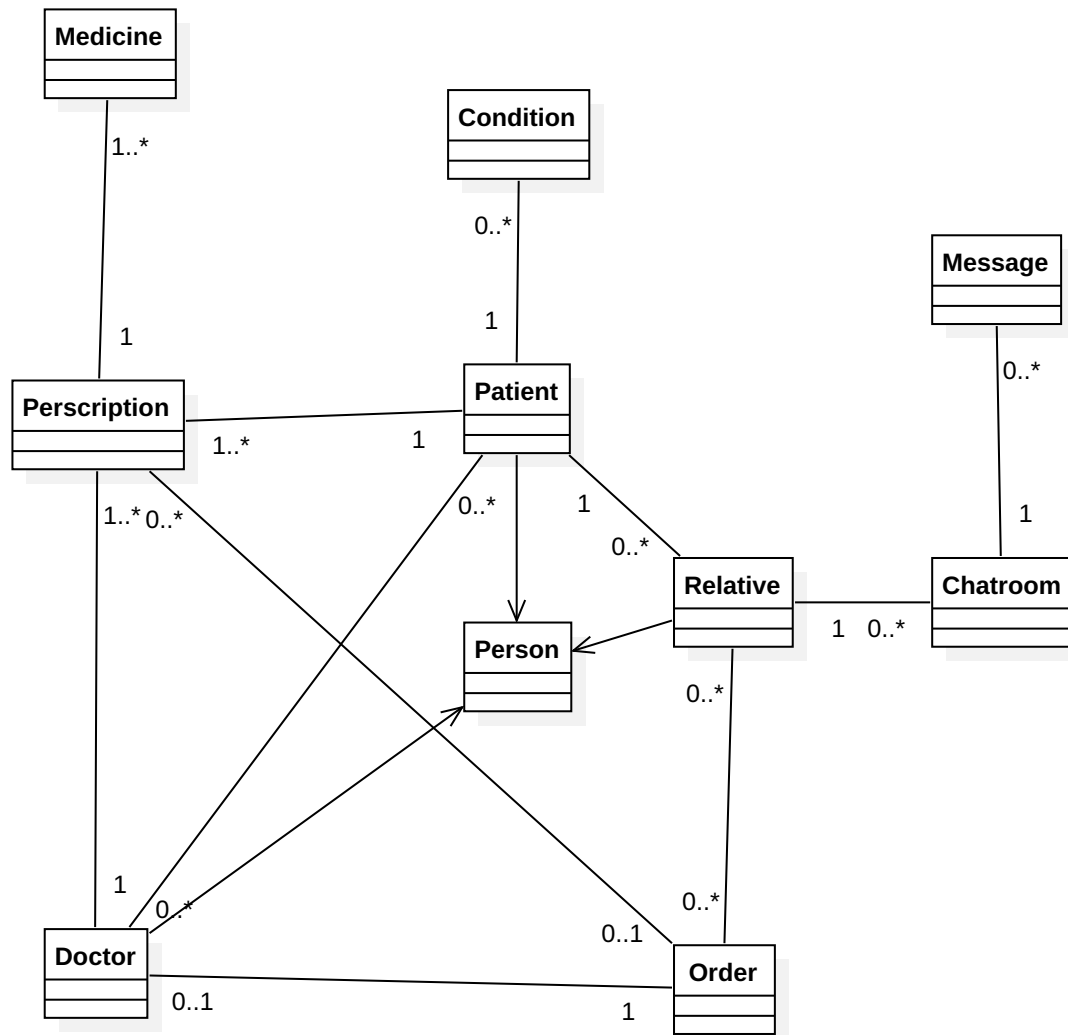 Medicine
1..*
Condition
0..*
Message
1
1
0..*
Perscription
Patient
1..*
1
1..*
0..*
0..*
1
1
0..*
Relative
Chatroom
Person
1
0..*
0..*
1
0..*
0..*
0..1
Doctor
Order
0..1
1